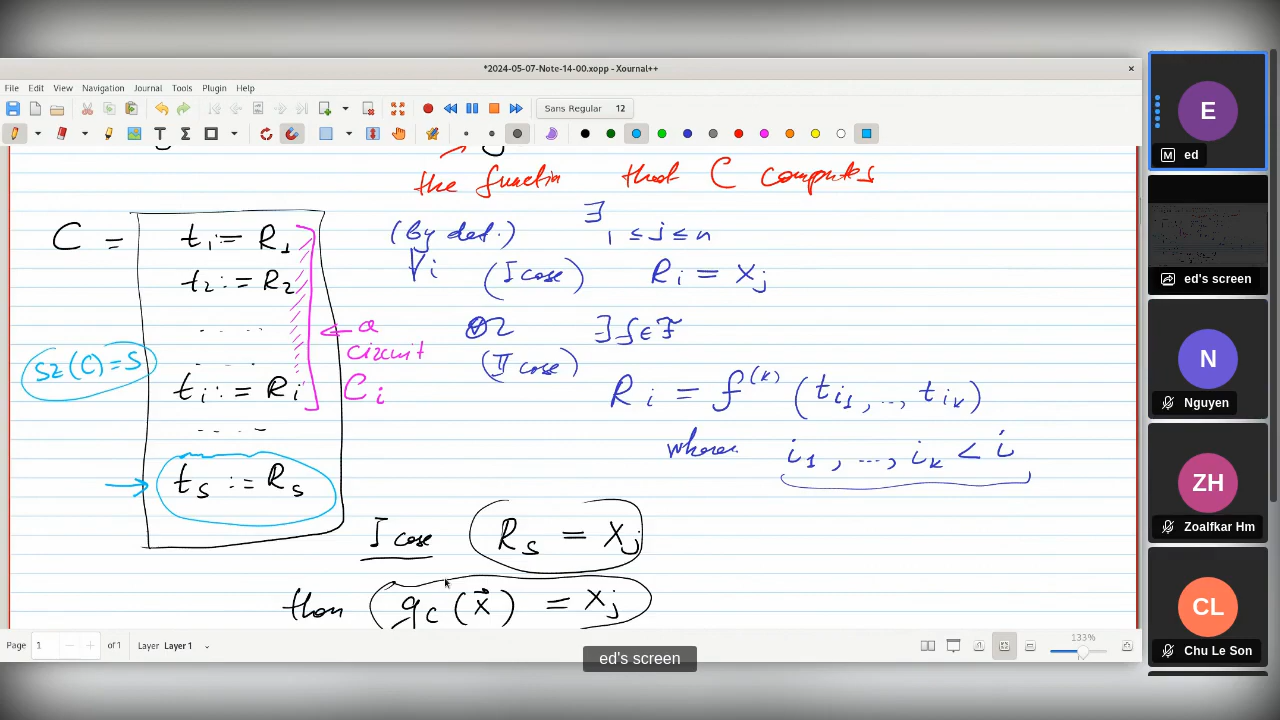 *2024-05-07-Note-14-00.xopp - Xournal++
×
File Edit View Navigation Journal Tools Plugin Help
Sans Regular 12
the function that C computes
C =
t₁ := R₁
t₂ := R₂
.....
tᵢ := Rᵢ
.....
tₛ := Rₛ
sz(C)=s
← a
circuit
Cᵢ
(by def.) ∃ 1 ≤ j ≤ n
∀i (I case) Rᵢ = xⱼ
OR ∃f∈F
(II case)
Rᵢ = f⁽ᵏ⁾ (tᵢ₁, .., tᵢₖ)
where i₁, ..., iₖ < i
I case Rₛ = xⱼ
then g_C(x⃗) = xⱼ
Page 1 of 1 Layer Layer 1
133%
ed's screen
E
ed
ed's screen
N
Nguyen
ZH
Zoalfkar Hm
CL
Chu Le Son